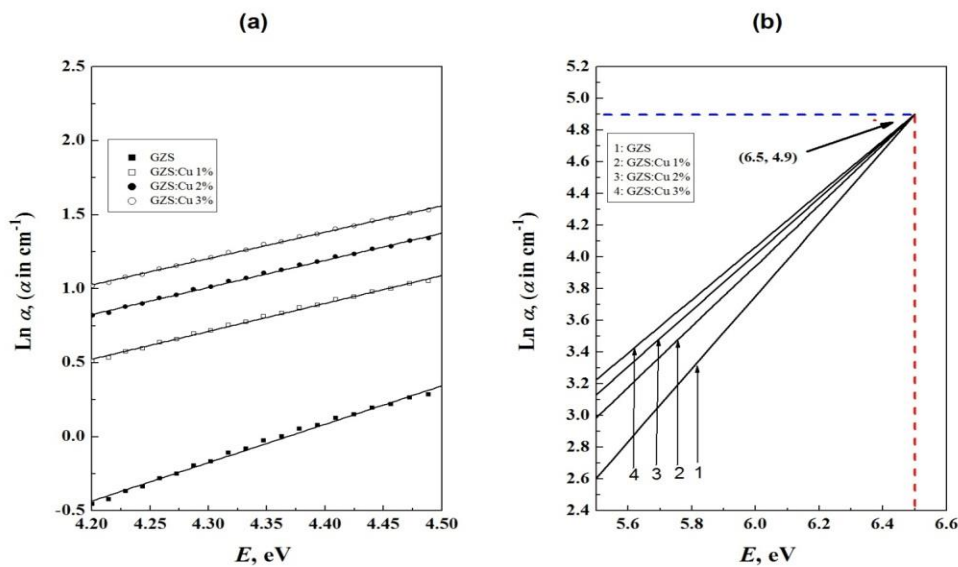 (a)
2.5
2.0
1.5
1.0
0.5
0.0
-0.5
Ln α, (α in cm⁻¹)
GZS
GZS:Cu 1%
GZS:Cu 2%
GZS:Cu 3%
4.20 4.25 4.30 4.35 4.40 4.45 4.50
E, eV
(b)
5.2
5.0
4.8
4.6
4.4
4.2
4.0
3.8
3.6
3.4
3.2
3.0
2.8
2.6
2.4
Ln α, (α in cm⁻¹)
1: GZS
2: GZS:Cu 1%
3: GZS:Cu 2%
4: GZS:Cu 3%
(6.5, 4.9)
4 3 2 1
5.6 5.8 6.0 6.2 6.4 6.6
E, eV